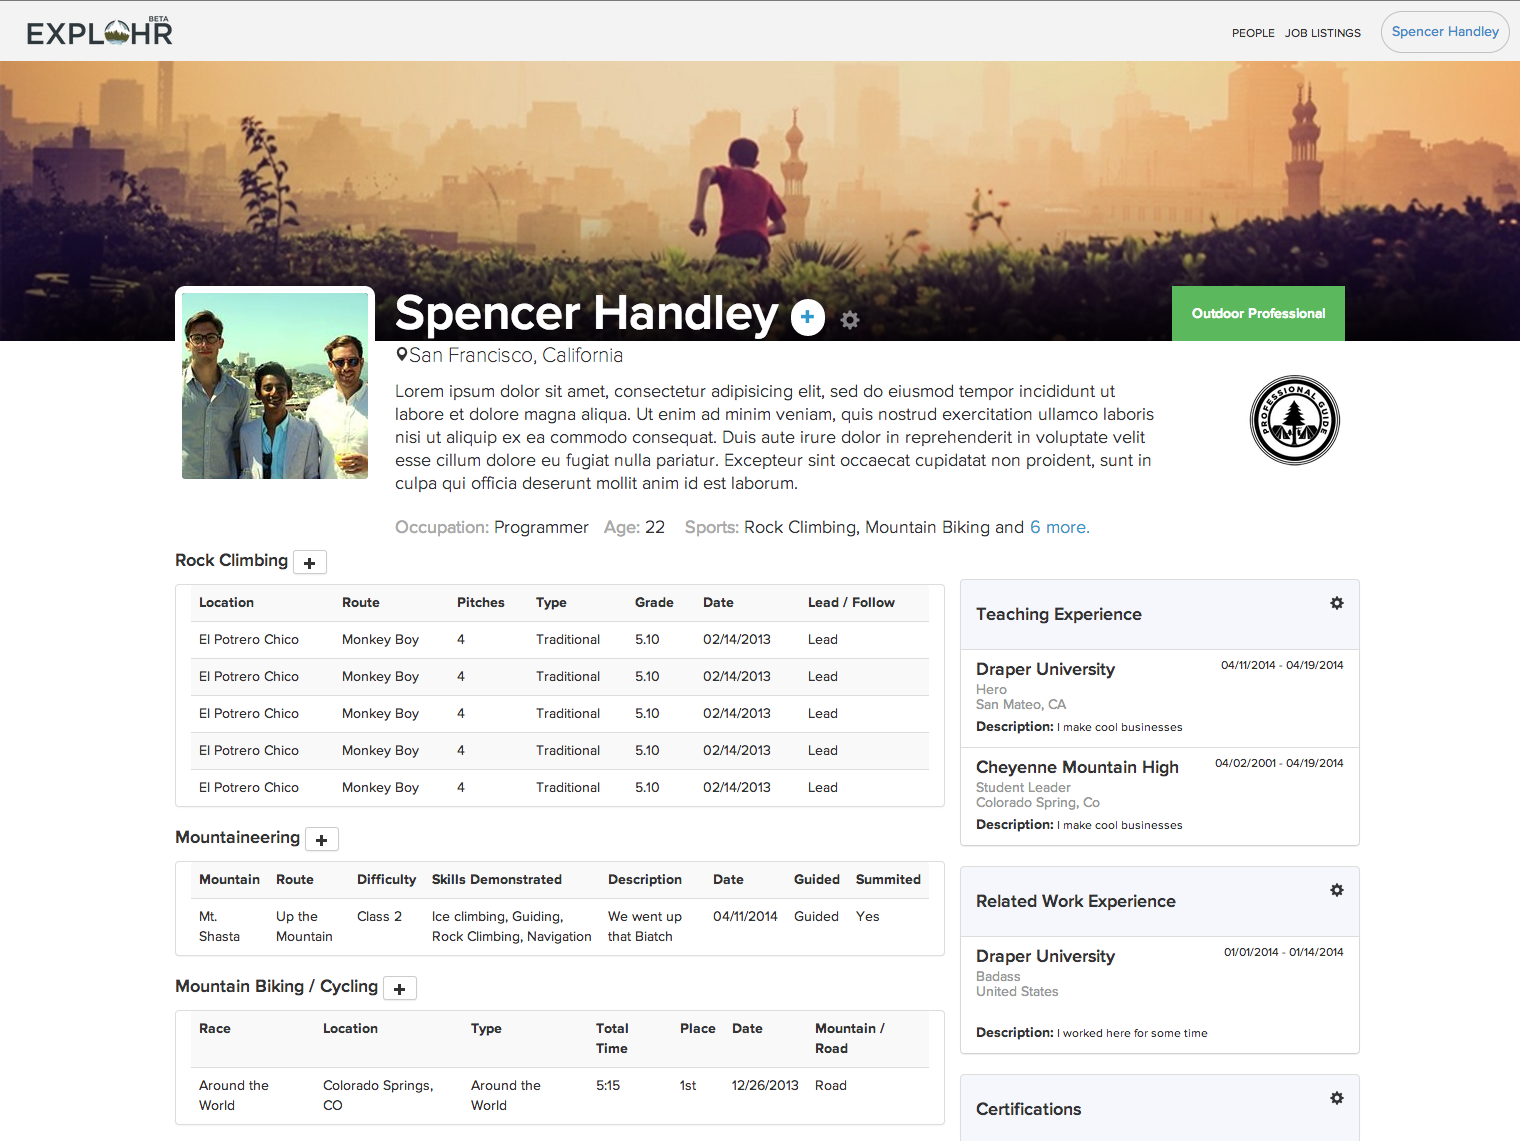 EXPLOHR BETA
PEOPLE JOB LISTINGS Spencer Handley
Spencer Handley
Outdoor Professional
San Francisco, California
PROFESSIONAL GUIDE
Lorem ipsum dolor sit amet, consectetur adipisicing elit, sed do eiusmod tempor incididunt ut
labore et dolore magna aliqua. Ut enim ad minim veniam, quis nostrud exercitation ullamco laboris
nisi ut aliquip ex ea commodo consequat. Duis aute irure dolor in reprehenderit in voluptate velit
esse cillum dolore eu fugiat nulla pariatur. Excepteur sint occaecat cupidatat non proident, sunt in
culpa qui officia deserunt mollit anim id est laborum.
Occupation: Programmer Age: 22 Sports: Rock Climbing, Mountain Biking and 6 more.
Rock Climbing +
Location Route Pitches Type Grade Date Lead / Follow
El Potrero Chico Monkey Boy 4 Traditional 5.10 02/14/2013 Lead
El Potrero Chico Monkey Boy 4 Traditional 5.10 02/14/2013 Lead
El Potrero Chico Monkey Boy 4 Traditional 5.10 02/14/2013 Lead
El Potrero Chico Monkey Boy 4 Traditional 5.10 02/14/2013 Lead
El Potrero Chico Monkey Boy 4 Traditional 5.10 02/14/2013 Lead
Mountaineering +
Mountain Route Difficulty Skills Demonstrated Description Date Guided Summited
Mt. Up the Class 2 Ice climbing, Guiding, We went up 04/11/2014 Guided Yes
Shasta Mountain Rock Climbing, Navigation that Biatch
Mountain Biking / Cycling +
Race Location Type Total Place Date Mountain /
Time Road
Around the Colorado Springs, Around the 5:15 1st 12/26/2013 Road
World CO World
Teaching Experience
Draper University 04/11/2014 - 04/19/2014
Hero
San Mateo, CA
Description: I make cool businesses
Cheyenne Mountain High 04/02/2001 - 04/19/2014
Student Leader
Colorado Spring, Co
Description: I make cool businesses
Related Work Experience
Draper University 01/01/2014 - 01/14/2014
Badass
United States
Description: I worked here for some time
Certifications